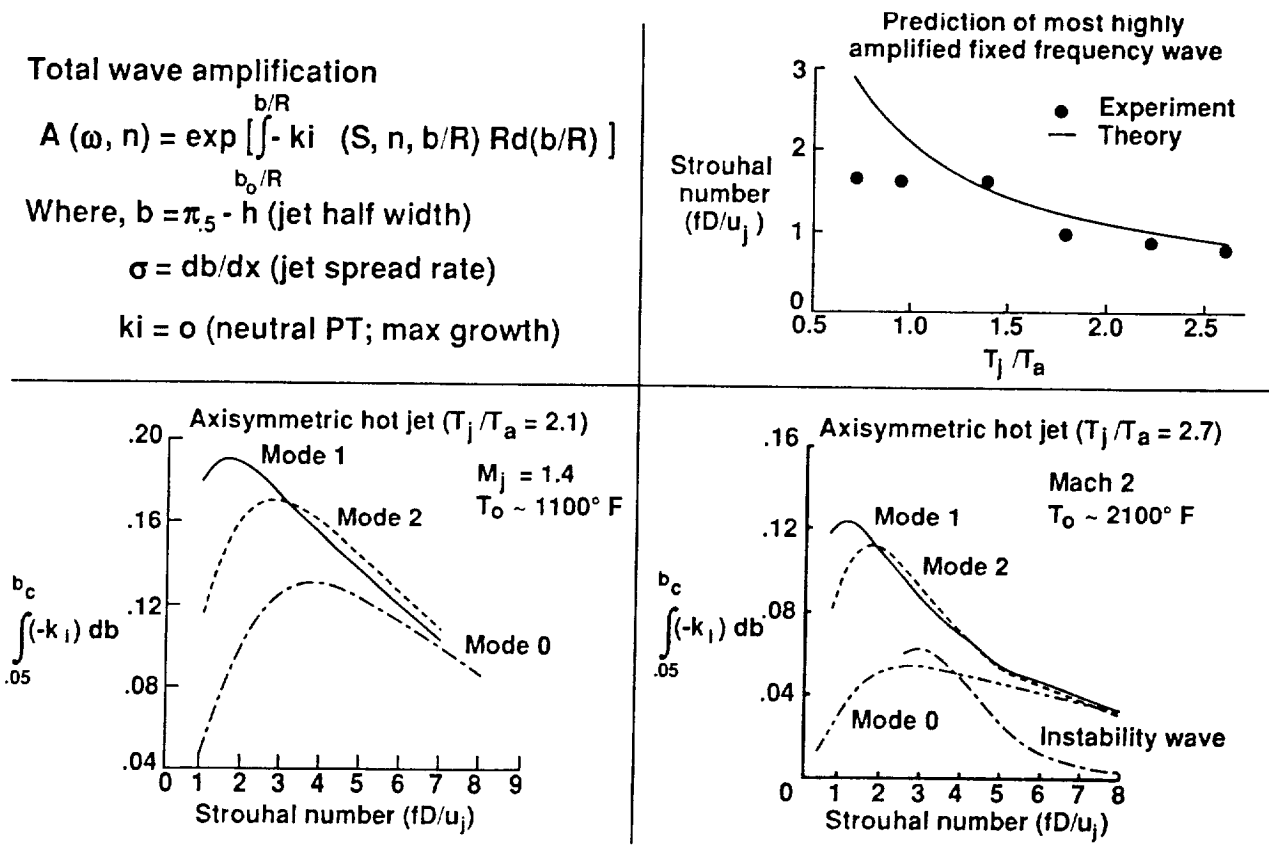 Total wave amplification
b/R
A (ω, n) = exp [∫- ki (S, n, b/R) Rd(b/R) ]
b₀/R
Where, b = π.5 - h (jet half width)
σ = db/dx (jet spread rate)
ki = o (neutral PT; max growth)
Prediction of most highly
amplified fixed frequency wave
3
2
1
0
Strouhal
number
(fD/uj)
● Experiment
— Theory
0.5 1.0 1.5 2.0 2.5
Tj /Ta
Axisymmetric hot jet (Tj /Ta = 2.1)
.20
.16
.12
.08
.04
Mode 1
Mj = 1.4
To ~ 1100° F
Mode 2
Mode 0
bc
∫(-ki) db
.05
0 1 2 3 4 5 6 7 8 9
Strouhal number (fD/uj)
Axisymmetric hot jet (Tj /Ta = 2.7)
.16
.12
.08
.04
0
Mach 2
To ~ 2100° F
Mode 1
Mode 2
bc
∫(-ki) db
.05
Mode 0
Instability wave
1 2 3 4 5 6 7 8
Strouhal number (fD/uj)